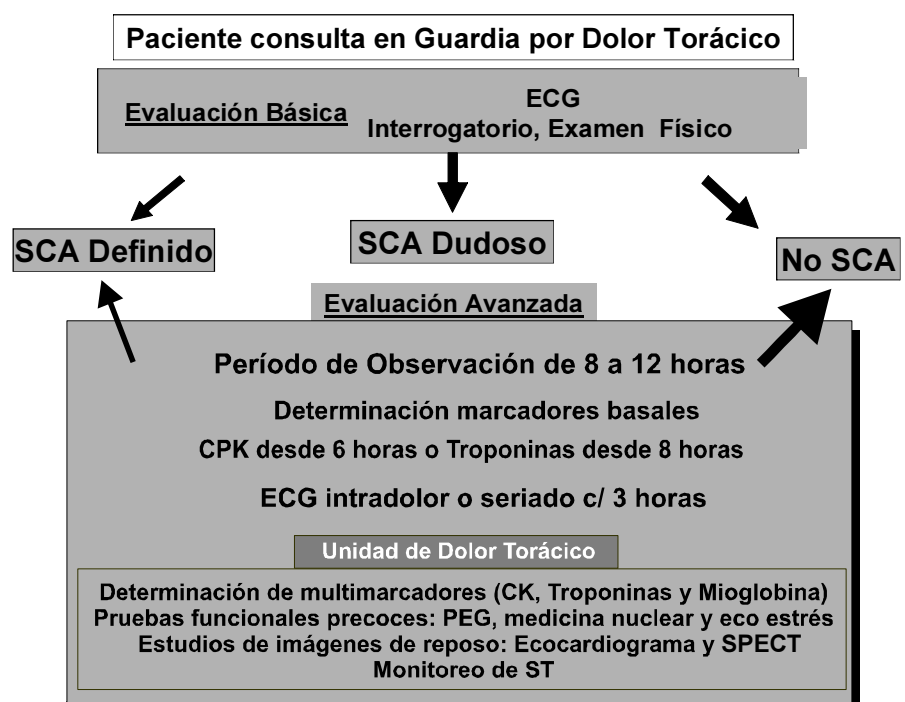 Paciente consulta en Guardia por Dolor Torácico
Evaluación Básica
ECG
Interrogatorio, Examen Físico
SCA Definido
SCA Dudoso
No SCA
Evaluación Avanzada
Período de Observación de 8 a 12 horas
Determinación marcadores basales
CPK desde 6 horas o Troponinas desde 8 horas
ECG intradolor o seriado c/ 3 horas
Unidad de Dolor Torácico
Determinación de multimarcadores (CK, Troponinas y Mioglobina)
Pruebas funcionales precoces: PEG, medicina nuclear y eco estrés
Estudios de imágenes de reposo: Ecocardiograma y SPECT
Monitoreo de ST